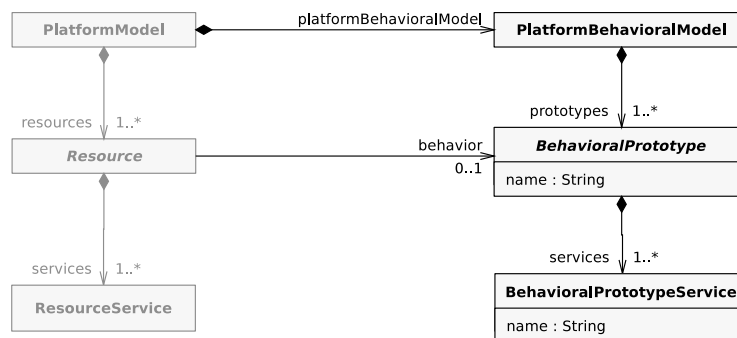 PlatformModel
platformBehavioralModel
PlatformBehavioralModel
resources 1..*
prototypes 1..*
Resource
behavior
0..1
BehavioralPrototype
name : String
services 1..*
services 1..*
ResourceService
BehavioralPrototypeService
name : String